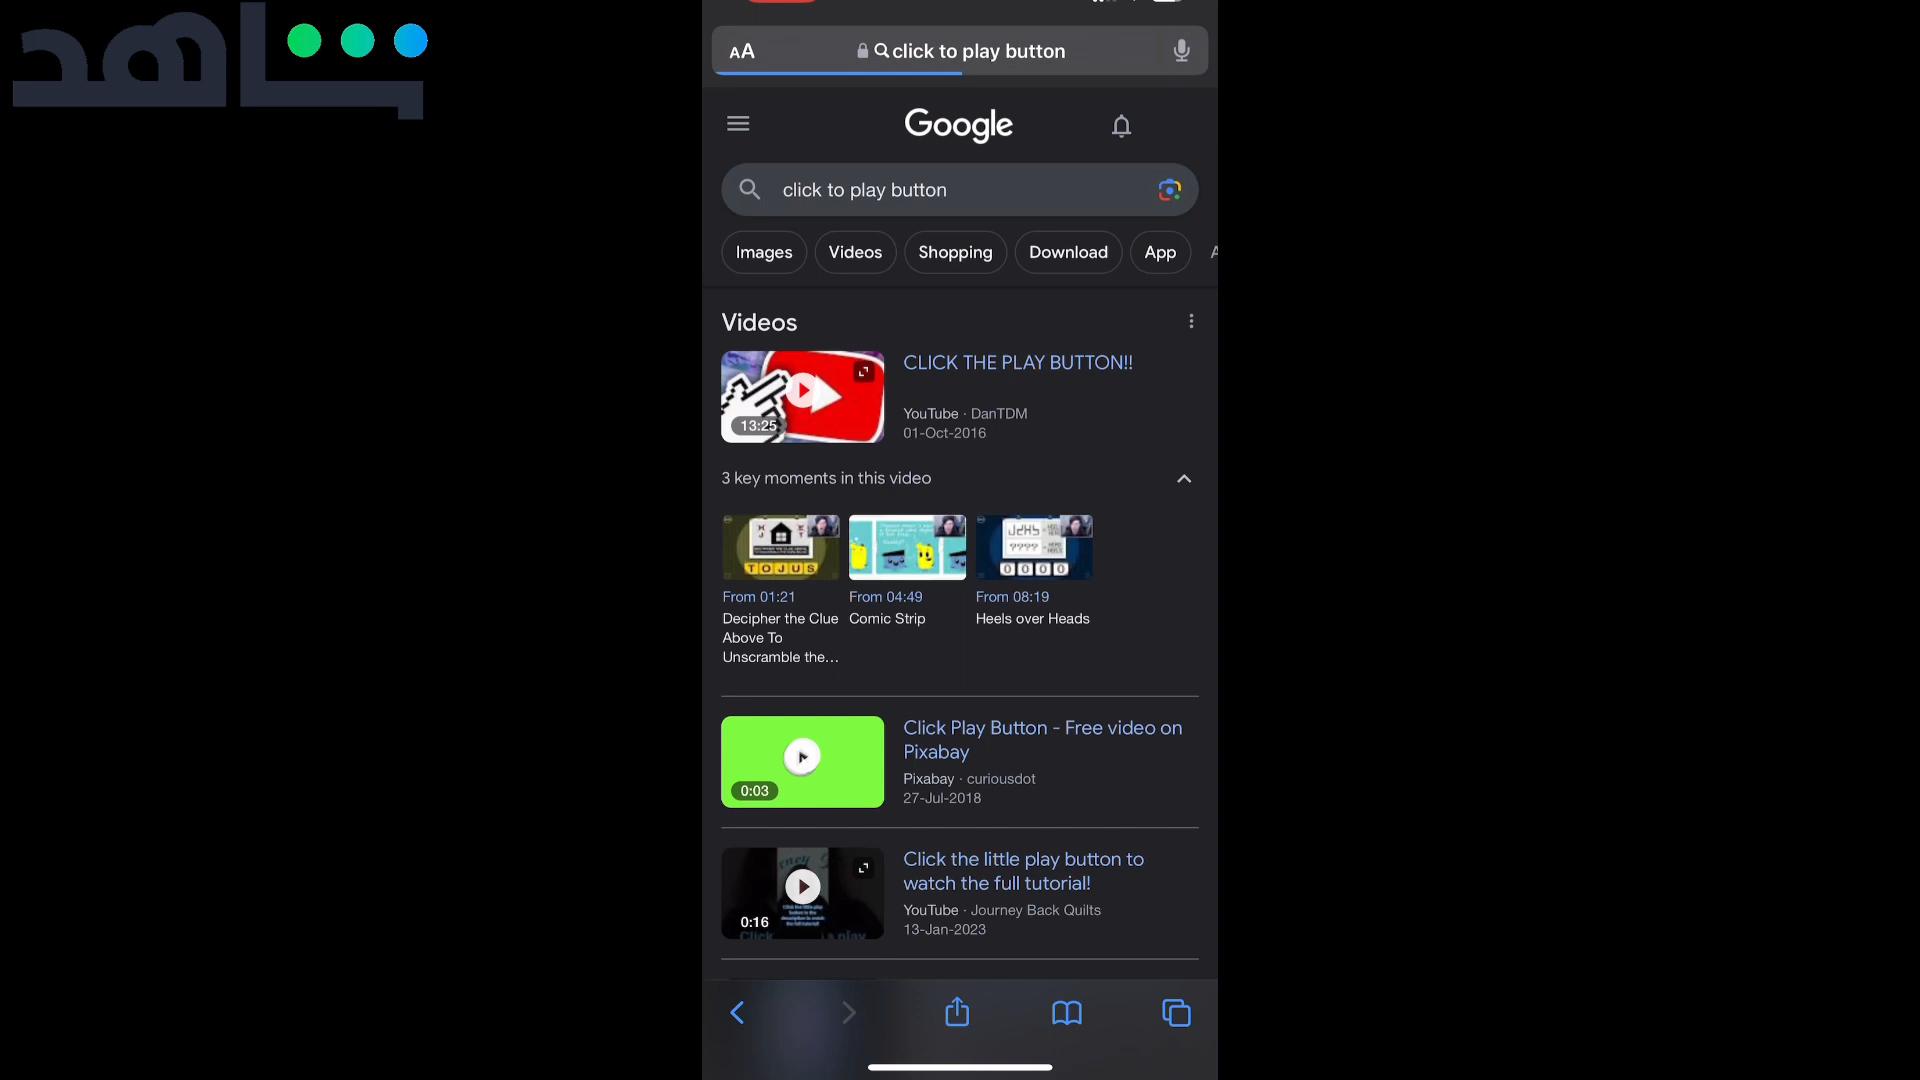 شاهد
AA click to play button
Google
click to play button
Images Videos Shopping Download App A
Videos
CLICK THE PLAY BUTTON!!
YouTube · DanTDM
01-Oct-2016
13:25
3 key moments in this video
TOJUS
From 01:21
Decipher the Clue
Above To
Unscramble the...
From 04:49
Comic Strip
0000
From 08:19
Heels over Heads
Click Play Button - Free video on
Pixabay
Pixabay · curiousdot
27-Jul-2018
0:03
Click the little play button to
watch the full tutorial!
YouTube · Journey Back Quilts
13-Jan-2023
0:16